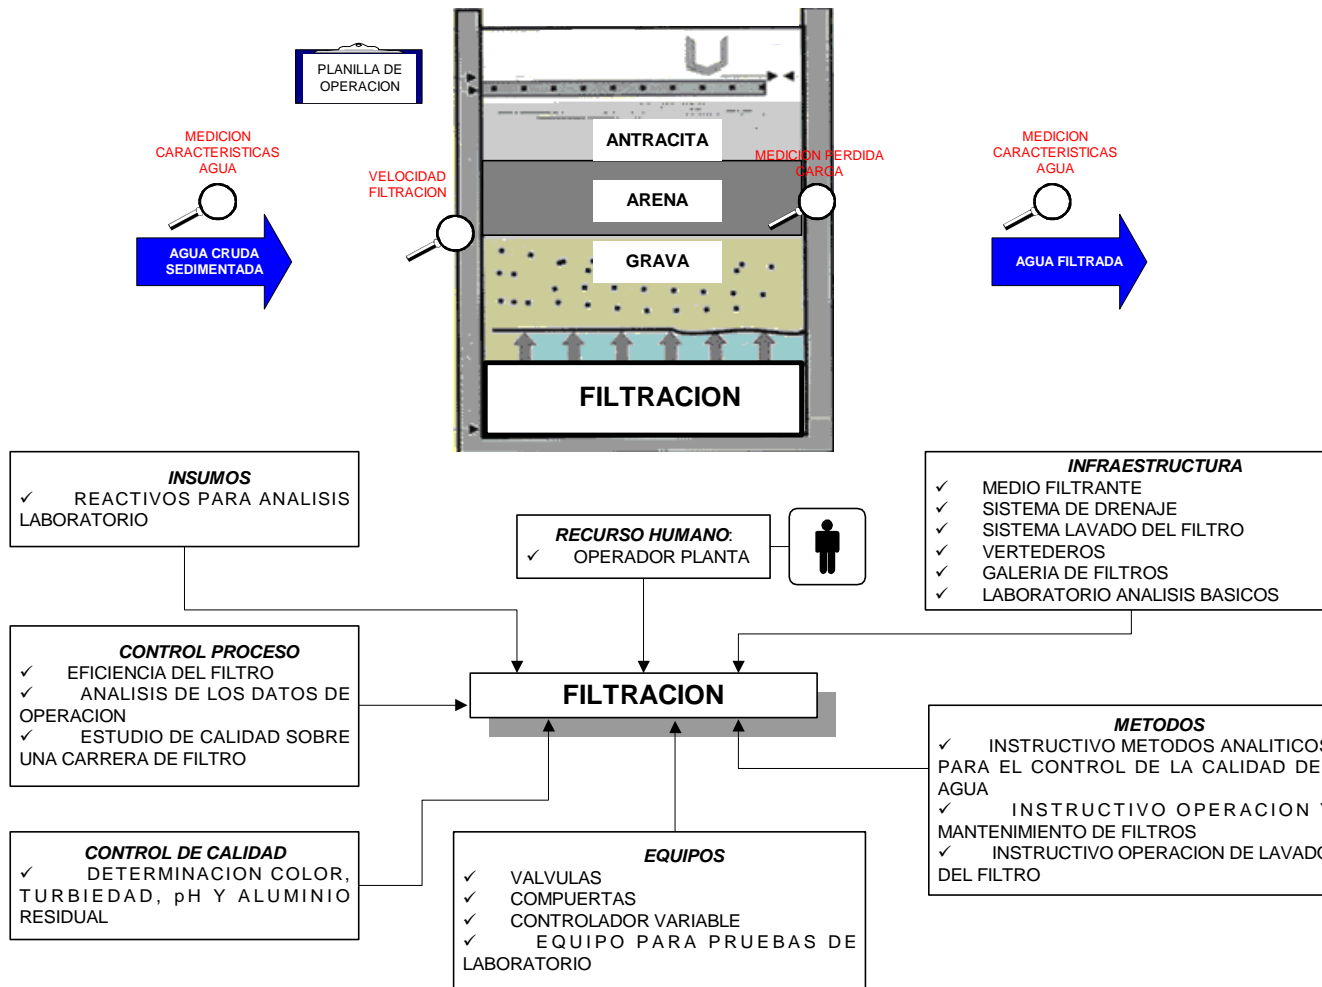 PLANILLA DE
OPERACION
MEDICION
CARACTERISTICAS
AGUA
AGUA CRUDA
SEDIMENTADA
VELOCIDAD
FILTRACION
ANTRACITA
ARENA
GRAVA
MEDICIÓN PERDIDA
CARGA
MEDICION
CARACTERISTICAS
AGUA
AGUA FILTRADA
FILTRACION
INSUMOS
✓ REACTIVOS PARA ANALISIS
LABORATORIO
RECURSO HUMANO:
✓ OPERADOR PLANTA
INFRAESTRUCTURA
✓ MEDIO FILTRANTE
✓ SISTEMA DE DRENAJE
✓ SISTEMA LAVADO DEL FILTRO
✓ VERTEDEROS
✓ GALERIA DE FILTROS
✓ LABORATORIO ANALISIS BASICOS
CONTROL PROCESO
✓ EFICIENCIA DEL FILTRO
✓ ANALISIS DE LOS DATOS DE
OPERACION
✓ ESTUDIO DE CALIDAD SOBRE
UNA CARRERA DE FILTRO
FILTRACION
METODOS
✓ INSTRUCTIVO METODOS ANALITICOS
PARA EL CONTROL DE LA CALIDAD DE
AGUA
✓ INSTRUCTIVO OPERACION Y
MANTENIMIENTO DE FILTROS
✓ INSTRUCTIVO OPERACION DE LAVADO
DEL FILTRO
CONTROL DE CALIDAD
✓ DETERMINACION COLOR,
TURBIEDAD, pH Y ALUMINIO
RESIDUAL
EQUIPOS
✓ VALVULAS
✓ COMPUERTAS
✓ CONTROLADOR VARIABLE
✓ EQUIPO PARA PRUEBAS DE
LABORATORIO